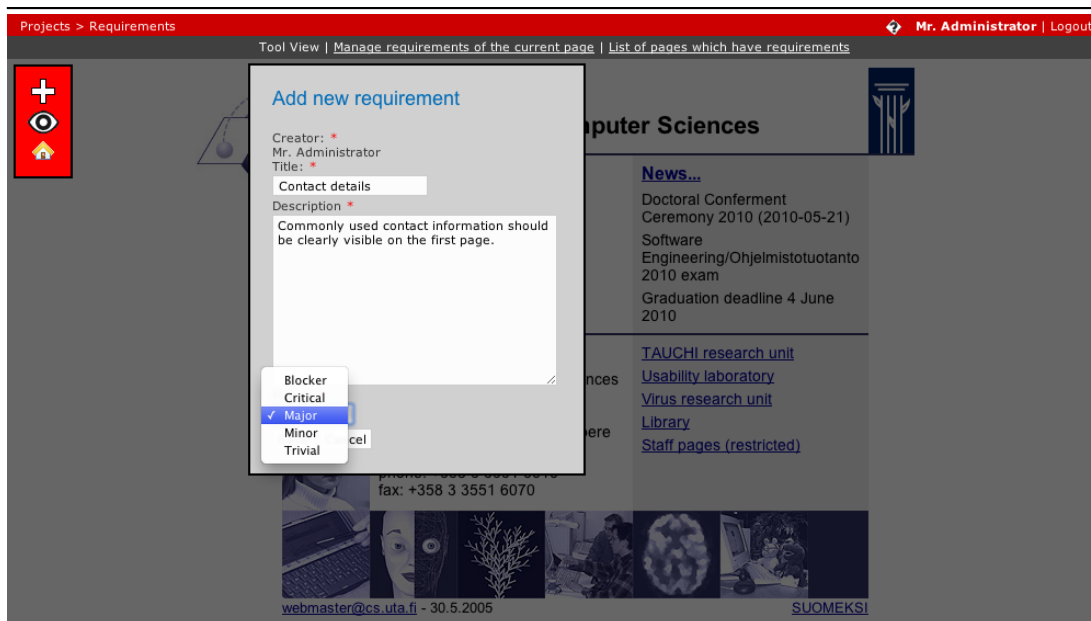 Projects > Requirements
Mr. Administrator | Logout
Tool View | Manage requirements of the current page | List of pages which have requirements
Add new requirement
Creator: *
Mr. Administrator
Title: *
Contact details
Description *
Commonly used contact information should
be clearly visible on the first page.
Blocker
Critical
✓ Major
Minor
Trivial
cel
puter Sciences
News...
Doctoral Conferment
Ceremony 2010 (2010-05-21)
Software
Engineering/Ohjelmistotuotanto
2010 exam
Graduation deadline 4 June
2010
nces
ere
TAUCHI research unit
Usability laboratory
Virus research unit
Library
Staff pages (restricted)
fax: +358 3 3551 6070
webmaster@cs.uta.fi - 30.5.2005
SUOMEKSI